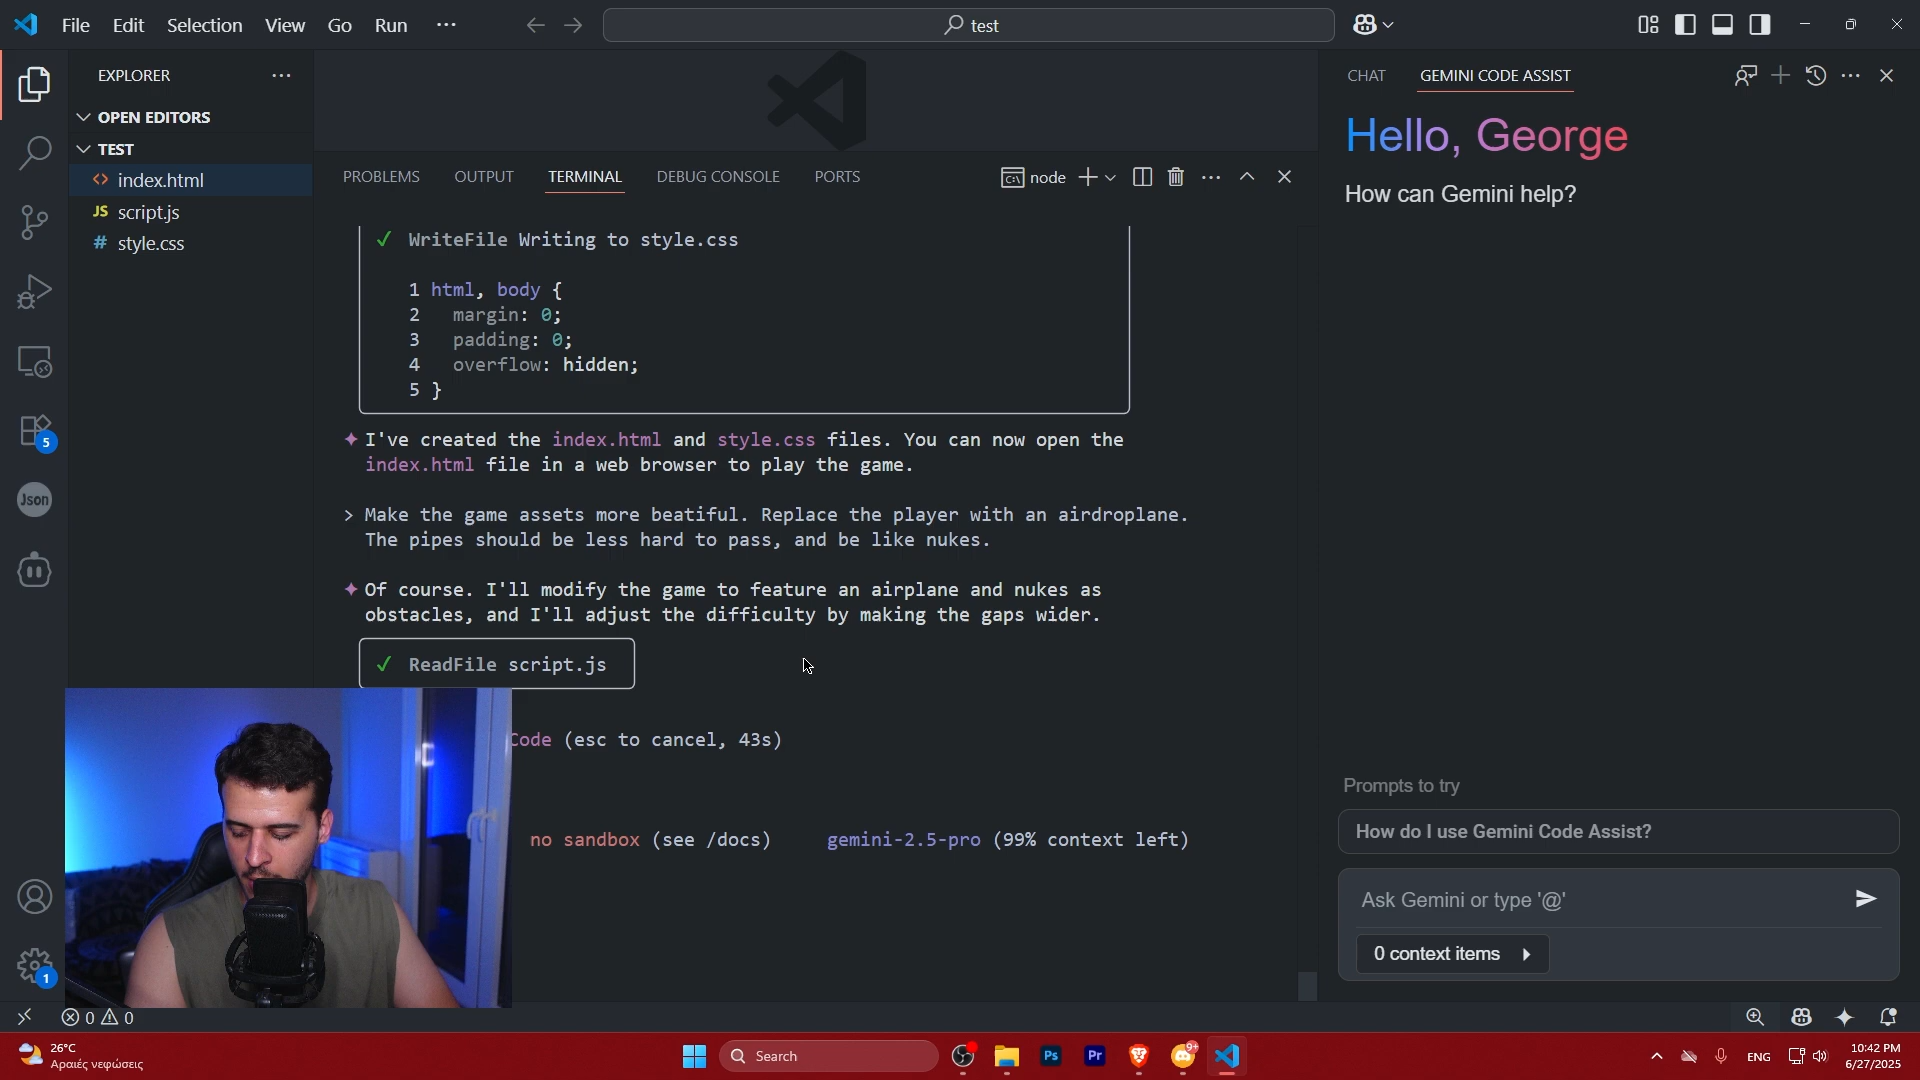 File Edit Selection View Go Run ···
test
EXPLORER ···
OPEN EDITORS
TEST
<> index.html
JS script.js
# style.css
5
Json
1
PROBLEMS OUTPUT TERMINAL DEBUG CONSOLE PORTS
node
✓ WriteFile Writing to style.css
1 html, body {
2 margin: 0;
3 padding: 0;
4 overflow: hidden;
5 }
✦ I've created the index.html and style.css files. You can now open the
index.html file in a web browser to play the game.
> Make the game assets more beatiful. Replace the player with an airdroplane.
The pipes should be less hard to pass, and be like nukes.
✦ Of course. I'll modify the game to feature an airplane and nukes as
obstacles, and I'll adjust the difficulty by making the gaps wider.
✓ ReadFile script.js
Code (esc to cancel, 43s)
no sandbox (see /docs) gemini-2.5-pro (99% context left)
CHAT GEMINI CODE ASSIST
Hello, George
How can Gemini help?
Prompts to try
How do I use Gemini Code Assist?
Ask Gemini or type '@'
0 context items
0 0
26°C
Αραιές νεφώσεις
Search
Ps
Pr
9+
ENG
10:42 PM
6/27/2025